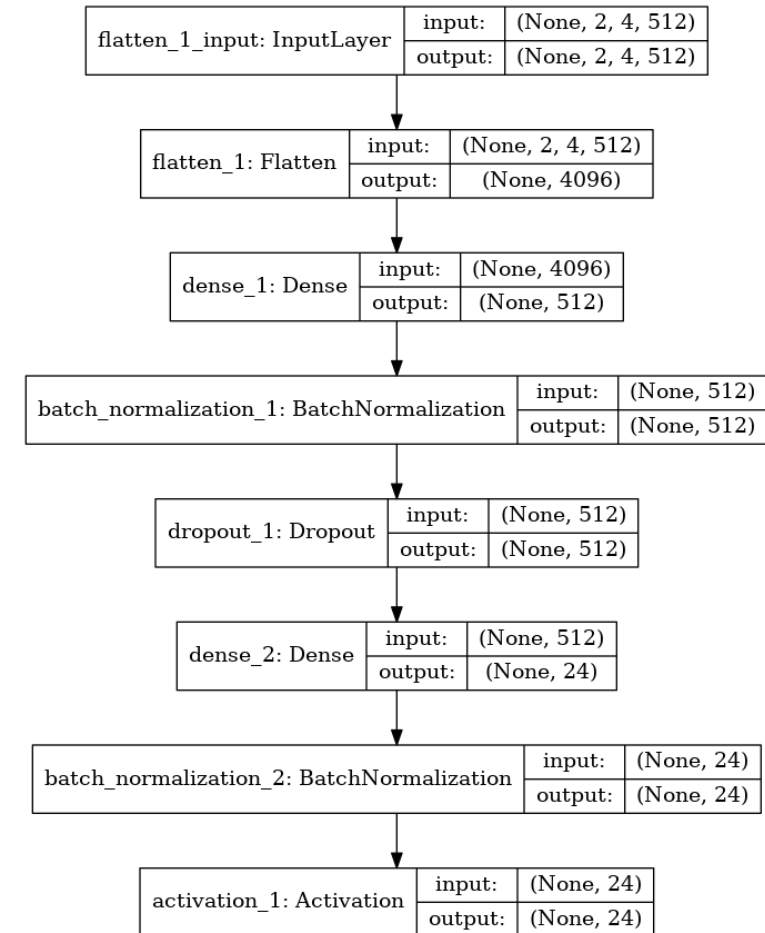 flatten_1_input: InputLayer
input: (None, 2, 4, 512)
output: (None, 2, 4, 512)
flatten_1: Flatten
input: (None, 2, 4, 512)
output: (None, 4096)
dense_1: Dense
input: (None, 4096)
output: (None, 512)
batch_normalization_1: BatchNormalization
input: (None, 512)
output: (None, 512)
dropout_1: Dropout
input: (None, 512)
output: (None, 512)
dense_2: Dense
input: (None, 512)
output: (None, 24)
batch_normalization_2: BatchNormalization
input: (None, 24)
output: (None, 24)
activation_1: Activation
input: (None, 24)
output: (None, 24)